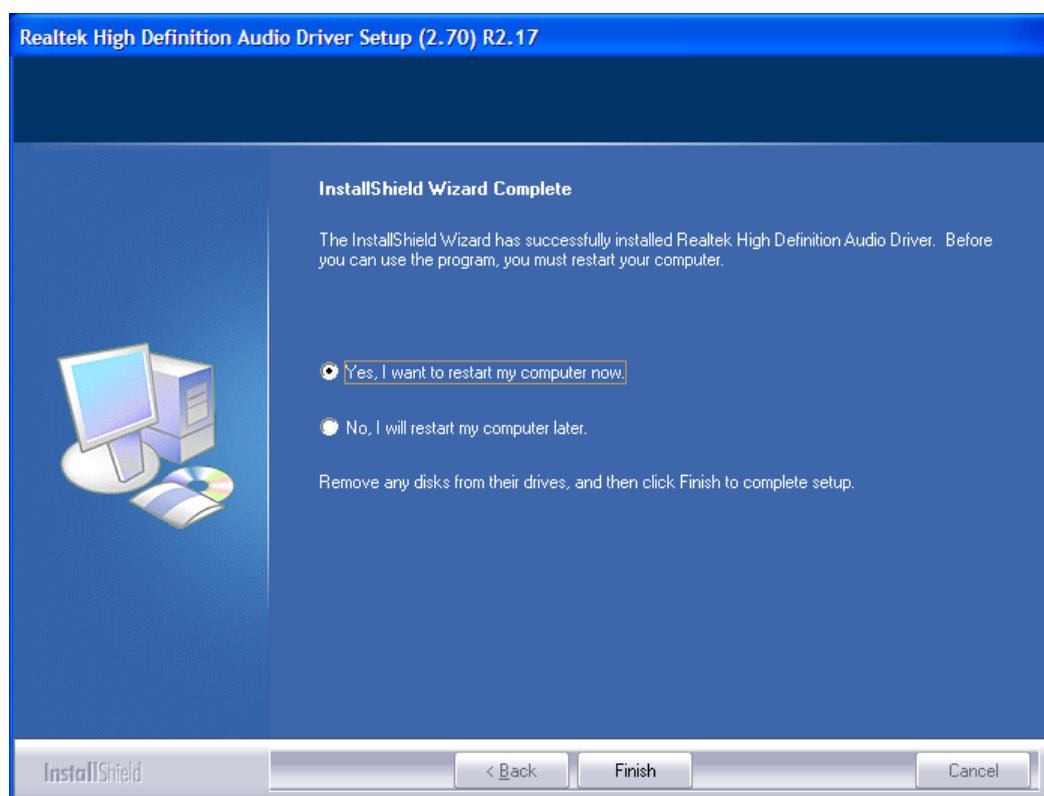 Realtek High Definition Audio Driver Setup (2.70) R2.17
InstallShield Wizard Complete
The InstallShield Wizard has successfully installed Realtek High Definition Audio Driver.  Before
you can use the program, you must restart your computer.
Yes, I want to restart my computer now.
No, I will restart my computer later.
Remove any disks from their drives, and then click Finish to complete setup.
InstallShield
< Back
Finish
Cancel